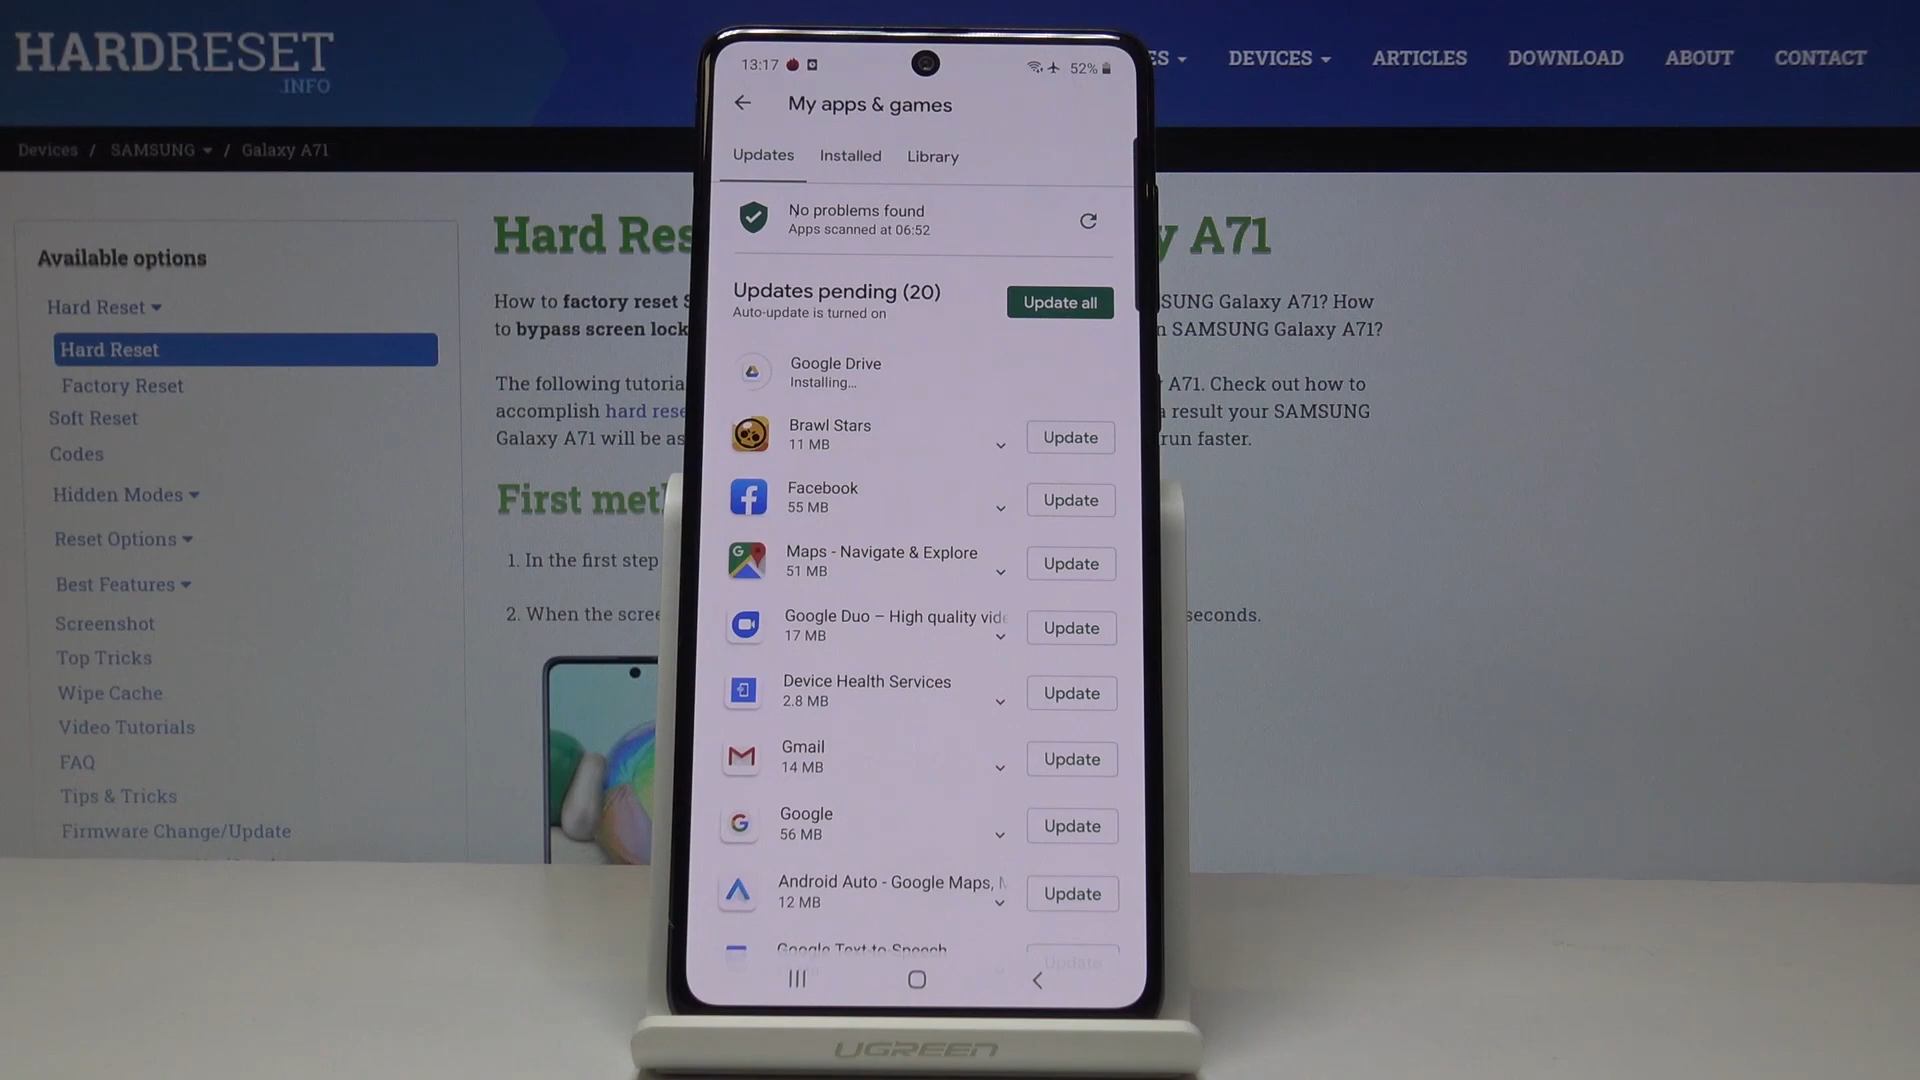 HARDRESET
.INFO
ES
DEVICES
ARTICLES
DOWNLOAD
ABOUT
CONTACT
Devices / SAMSUNG / Galaxy A71
Available options
Hard Reset
Hard Reset
Factory Reset
Soft Reset
Codes
Hidden Modes
Reset Options
Best Features
Screenshot
Top Tricks
Wipe Cache
Video Tutorials
FAQ
Tips & Tricks
Firmware Change/Update
Hard Res
y A71
How to factory reset S
SUNG Galaxy A71? How
to bypass screen lock
n SAMSUNG Galaxy A71?
The following tutoria
A71. Check out how to
accomplish hard rese
a result your SAMSUNG
Galaxy A71 will be as
run faster.
First met
1. In the first step
2. When the scree
seconds.
13:17
52%
My apps & games
Updates
Installed
Library
No problems found
Apps scanned at 06:52
Updates pending (20)
Auto-update is turned on
Update all
Google Drive
Installing...
Brawl Stars
11 MB
Update
Facebook
55 MB
Update
Maps - Navigate & Explore
51 MB
Update
Google Duo – High quality vide
17 MB
Update
Device Health Services
2.8 MB
Update
Gmail
14 MB
Update
Google
56 MB
Update
Android Auto - Google Maps, M
12 MB
Update
Google Text-to-Speech
Update
UGREEN